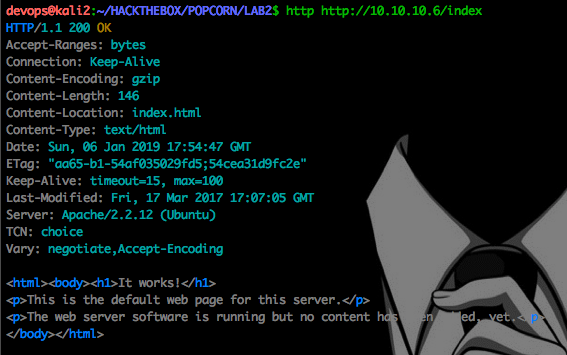 devops@kali2:~/HACKTHEBOX/POPCORN/LAB2$ http http://10.10.10.6/index
HTTP/1.1 200 OK
Accept-Ranges: bytes
Connection: Keep-Alive
Content-Encoding: gzip
Content-Length: 146
Content-Location: index.html
Content-Type: text/html
Date: Sun, 06 Jan 2019 17:54:47 GMT
ETag: "aa65-b1-54af035029fd5;54cea31d9fc2e"
Keep-Alive: timeout=15, max=100
Last-Modified: Fri, 17 Mar 2017 17:07:05 GMT
Server: Apache/2.2.12 (Ubuntu)
TCN: choice
Vary: negotiate,Accept-Encoding
<html><body><h1>It works!</h1>
<p>This is the default web page for this server.</p>
<p>The web server software is running but no content has yet.</p>
</body></html>